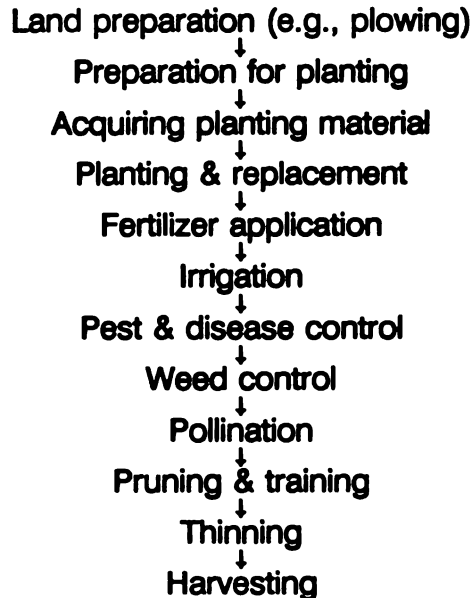 Land preparation (e.g., plowing)
Preparation for planting
Acquiring planting material
Planting & replacement
Fertilizer application
Irrigation
Pest & disease control
Weed control
Pollination
Pruning & training
Thinning
Harvesting